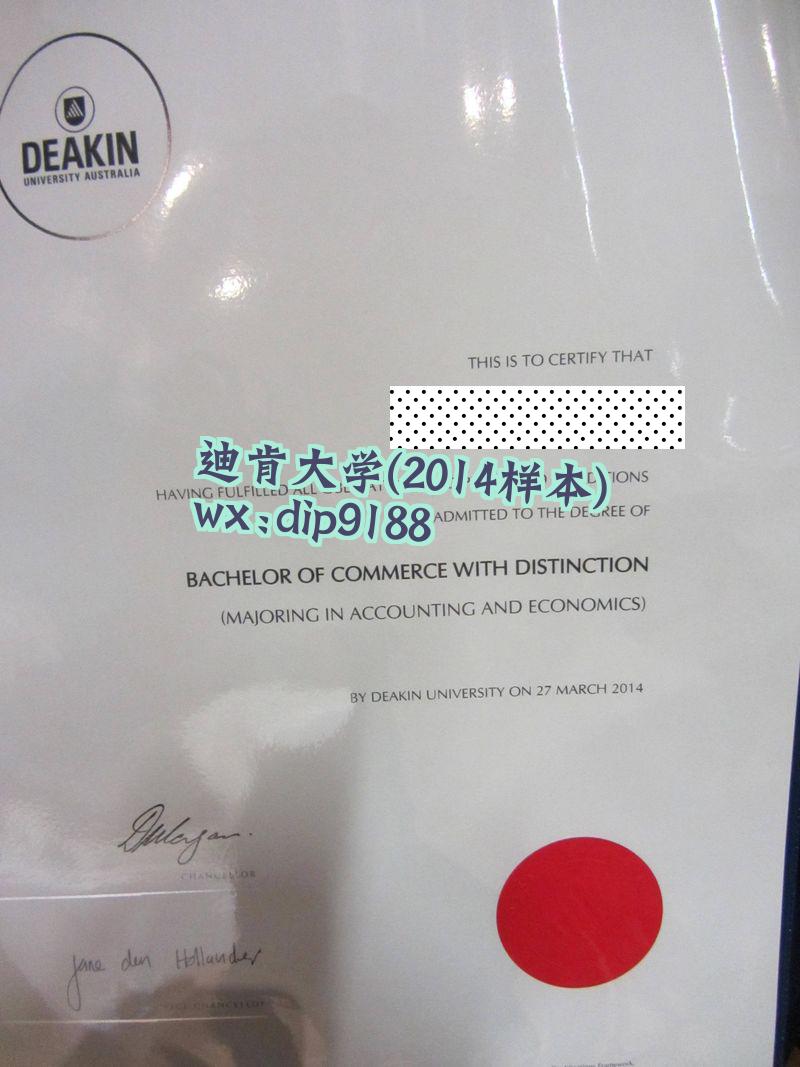 DEAKIN
UNIVERSITY AUSTRALIA
THIS IS TO CERTIFY THAT
迪肯大学(2014样本)
HAVING FULFILLED ALL
wx:dip9188
ADMITTED TO THE DEGREE OF
BACHELOR OF COMMERCE WITH DISTINCTION
(MAJORING IN ACCOUNTING AND ECONOMICS)
BY DEAKIN UNIVERSITY ON 27 MARCH 2014
CHANCELLOR
Jane den Hollander
VICE-CHANCELLOR